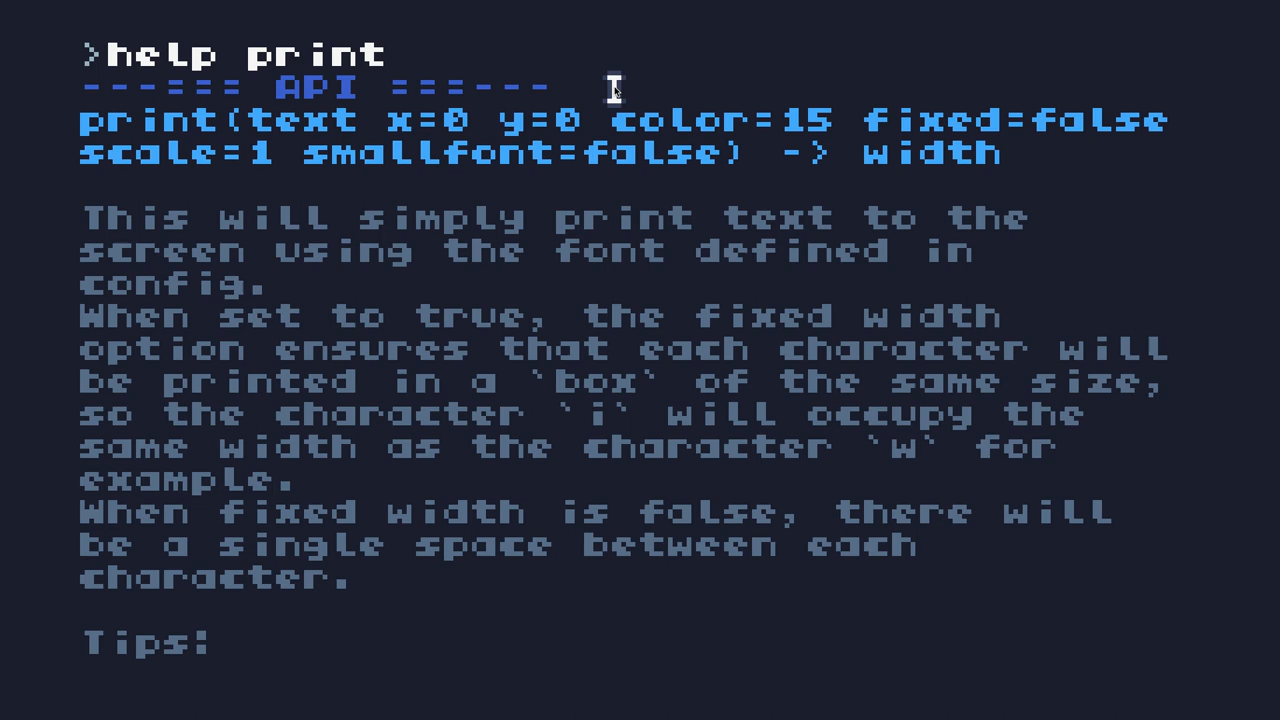 >help print
---=== API ===---
print(text x=0 y=0 color=15 fixed=false
scale=1 smallfont=false) -> width
This will simply print text to the
screen using the font defined in
config.
When set to true, the fixed width
option ensures that each character will
be printed in a `box` of the same size,
so the character `i` will occupy the
same width as the character `w` for
example.
When fixed width is false, there will
be a single space between each
character.
Tips: